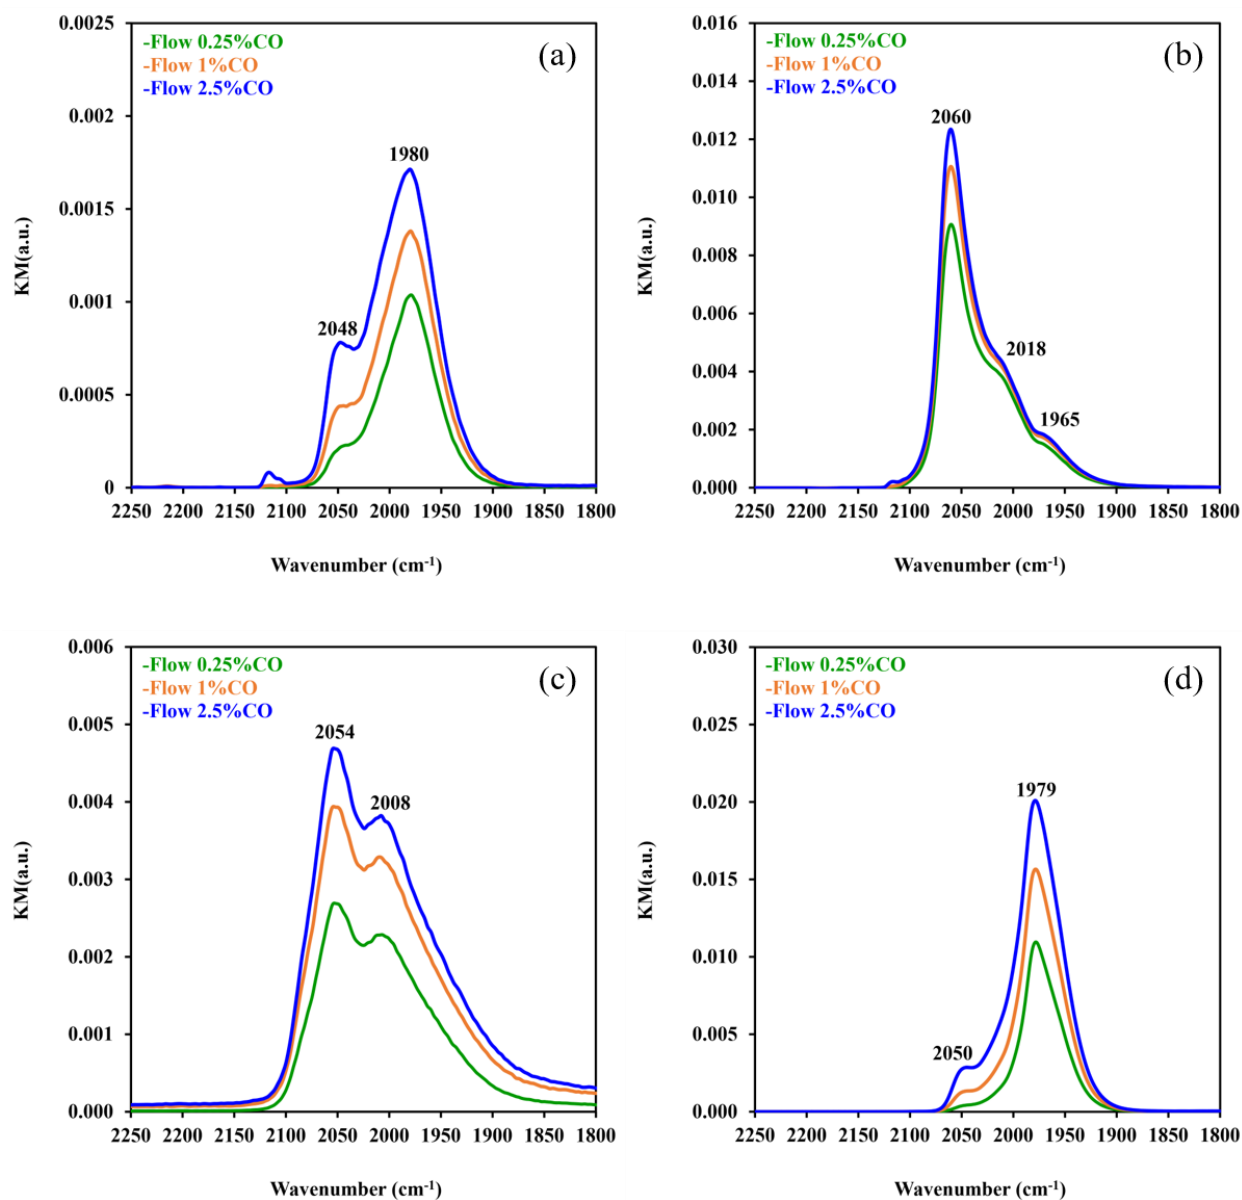 -Flow 0.25%CO
-Flow 1%CO
-Flow 2.5%CO
(a)
0.0025
0.002
0.0015
0.001
0.0005
0
1980
2048
KM(a.u.)
2250 2200 2150 2100 2050 2000 1950 1900 1850 1800
Wavenumber (cm-1)
-Flow 0.25%CO
-Flow 1%CO
-Flow 2.5%CO
(b)
0.016
0.014
0.012
0.010
0.008
0.006
0.004
0.002
0.000
2060
2018
1965
KM(a.u.)
2250 2200 2150 2100 2050 2000 1950 1900 1850 1800
Wavenumber (cm-1)
-Flow 0.25%CO
-Flow 1%CO
-Flow 2.5%CO
(c)
0.006
0.005
0.004
0.003
0.002
0.001
0.000
2054
2008
KM(a.u.)
2250 2200 2150 2100 2050 2000 1950 1900 1850 1800
Wavenumber (cm-1)
-Flow 0.25%CO
-Flow 1%CO
-Flow 2.5%CO
(d)
0.030
0.025
0.020
0.015
0.010
0.005
0.000
1979
2050
KM(a.u.)
2250 2200 2150 2100 2050 2000 1950 1900 1850 1800
Wavenumber (cm-1)